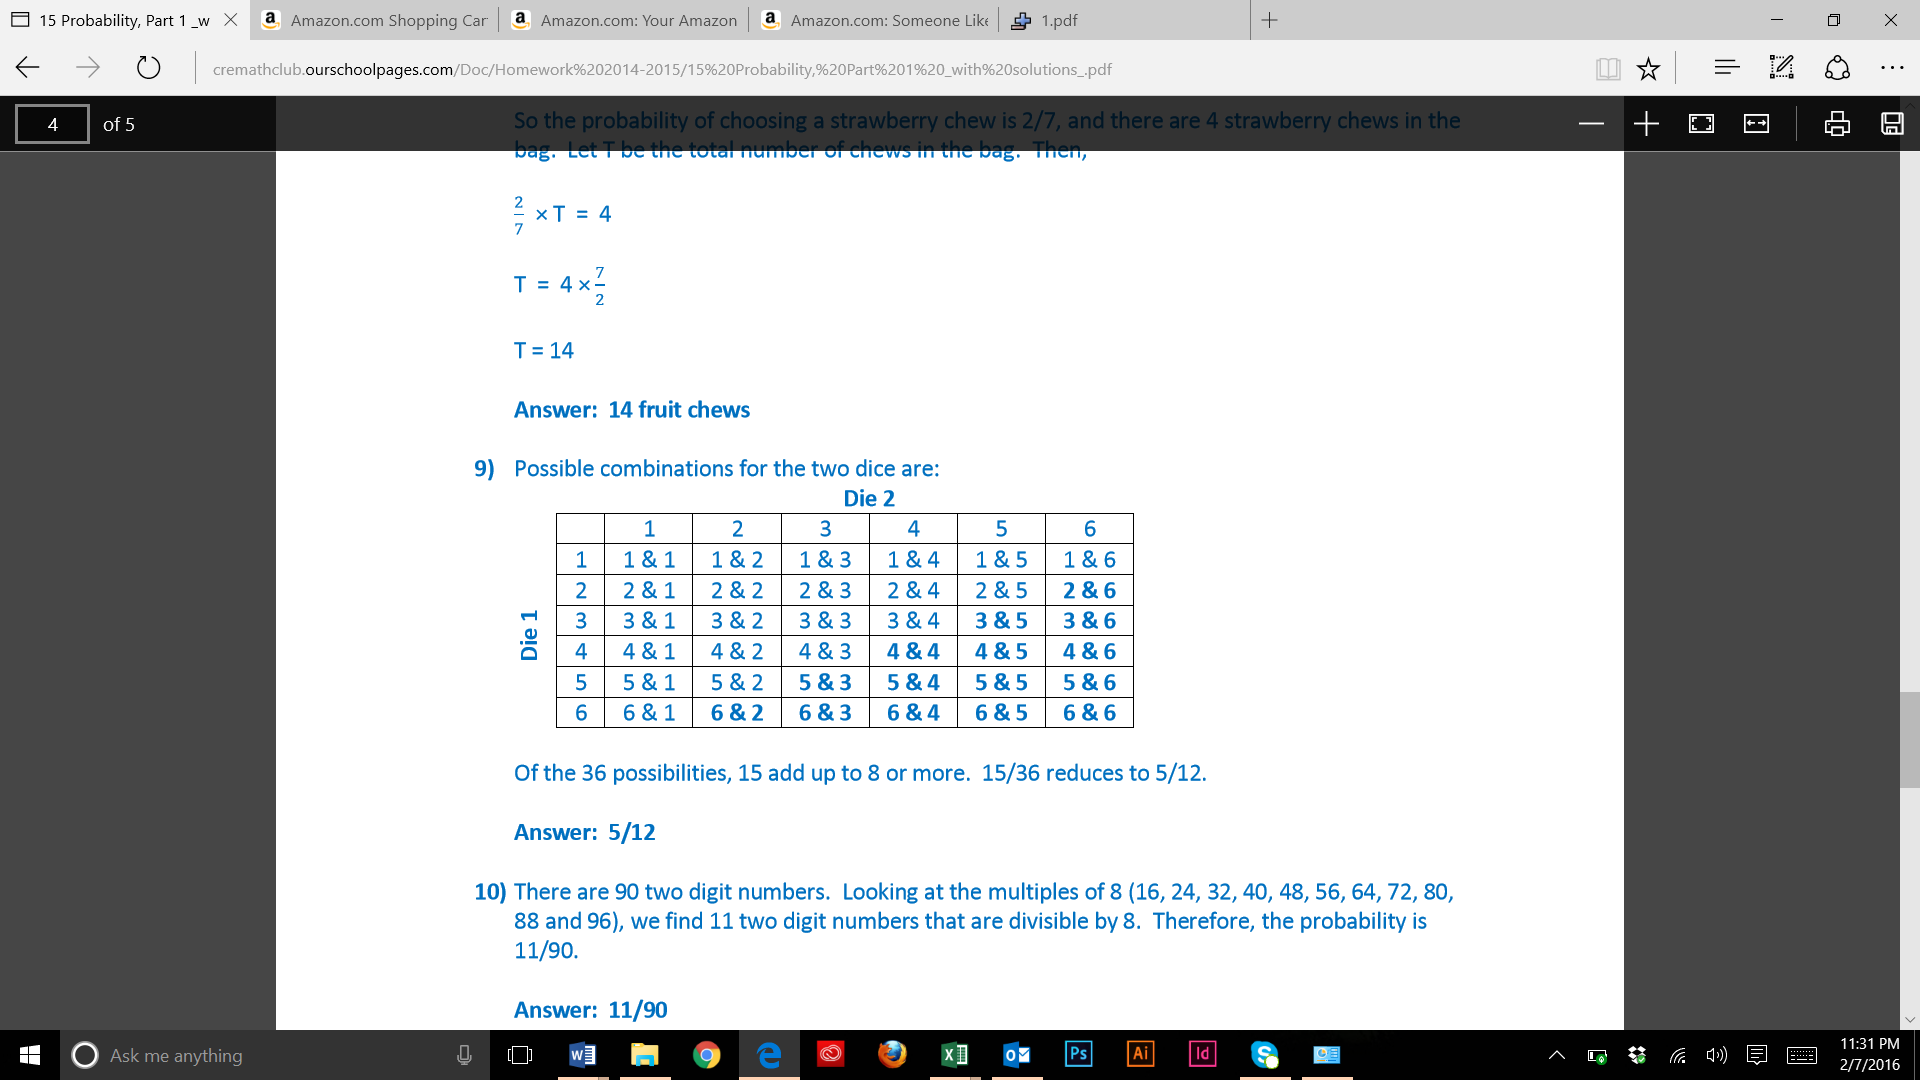 15 Probability, Part 1 _w
Amazon.com Shopping Car
Amazon.com: Your Amazon
Amazon.com: Someone Like
1.pdf
cremathclub.ourschoolpages.com/Doc/Homework%202014-2015/15%20Probability,%20Part%201%20_with%20solutions_.pdf
4 of 5
So the probability of choosing a strawberry chew is 2/7, and there are 4 strawberry chews in the
bag. Let T be the total number of chews in the bag. Then,
2/7 × T = 4
T = 4 × 7/2
T = 14
Answer: 14 fruit chews
9) Possible combinations for the two dice are:
Die 2
1 2 3 4 5 6
1 1 & 1 1 & 2 1 & 3 1 & 4 1 & 5 1 & 6
2 2 & 1 2 & 2 2 & 3 2 & 4 2 & 5 2 & 6
Die 1
3 3 & 1 3 & 2 3 & 3 3 & 4 3 & 5 3 & 6
4 4 & 1 4 & 2 4 & 3 4 & 4 4 & 5 4 & 6
5 5 & 1 5 & 2 5 & 3 5 & 4 5 & 5 5 & 6
6 6 & 1 6 & 2 6 & 3 6 & 4 6 & 5 6 & 6
Of the 36 possibilities, 15 add up to 8 or more. 15/36 reduces to 5/12.
Answer: 5/12
10) There are 90 two digit numbers. Looking at the multiples of 8 (16, 24, 32, 40, 48, 56, 64, 72, 80,
88 and 96), we find 11 two digit numbers that are divisible by 8. Therefore, the probability is
11/90.
Answer: 11/90
Ask me anything
Ps
Ai
Id
11:31 PM
2/7/2016